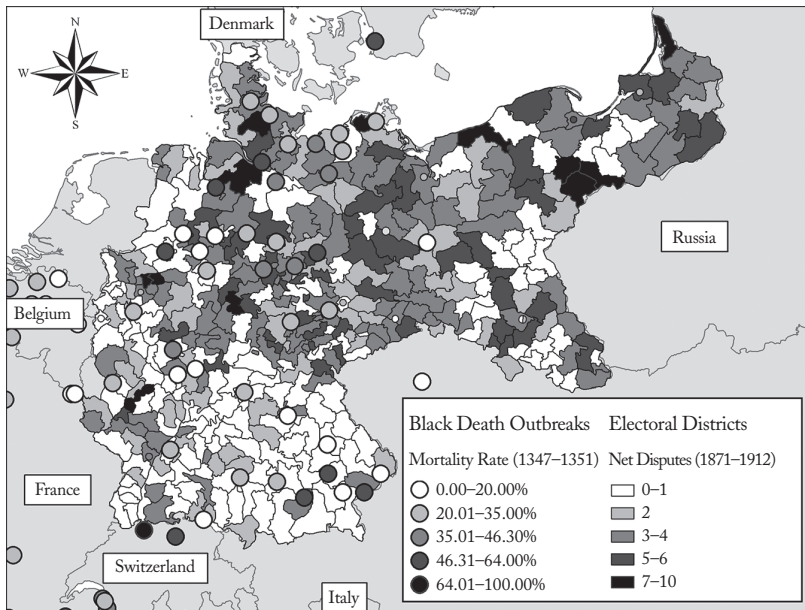 Denmark
N
W E
S
Russia
Belgium
France
Switzerland
Italy
Black Death Outbreaks
Mortality Rate (1347–1351)
0.00–20.00%
20.01–35.00%
35.01–46.30%
46.31–64.00%
64.01–100.00%
Electoral Districts
Net Disputes (1871–1912)
0–1
2
3–4
5–6
7–10